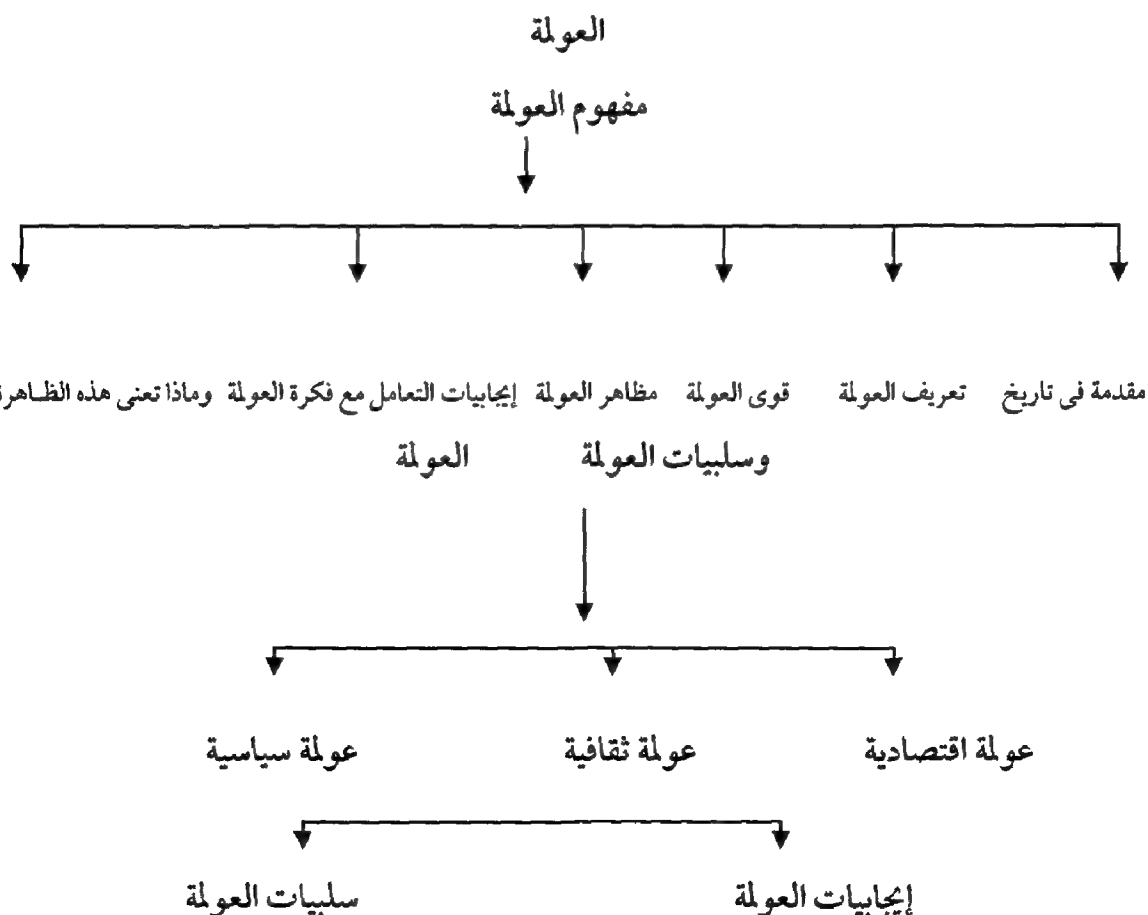 العولمة
مفهوم العولمة
مقدمة فى تاريخ تعريف العولمة قوى العولمة مظاهر العولمة إيجابيات التعامل مع فكرة العولمة وماذا تعنى هذه الظاهرة
وسلبيات العولمة العولمة
عولمة اقتصادية عولمة ثقافية عولمة سياسية
إيجابيات العولمة سلبيات العولمة